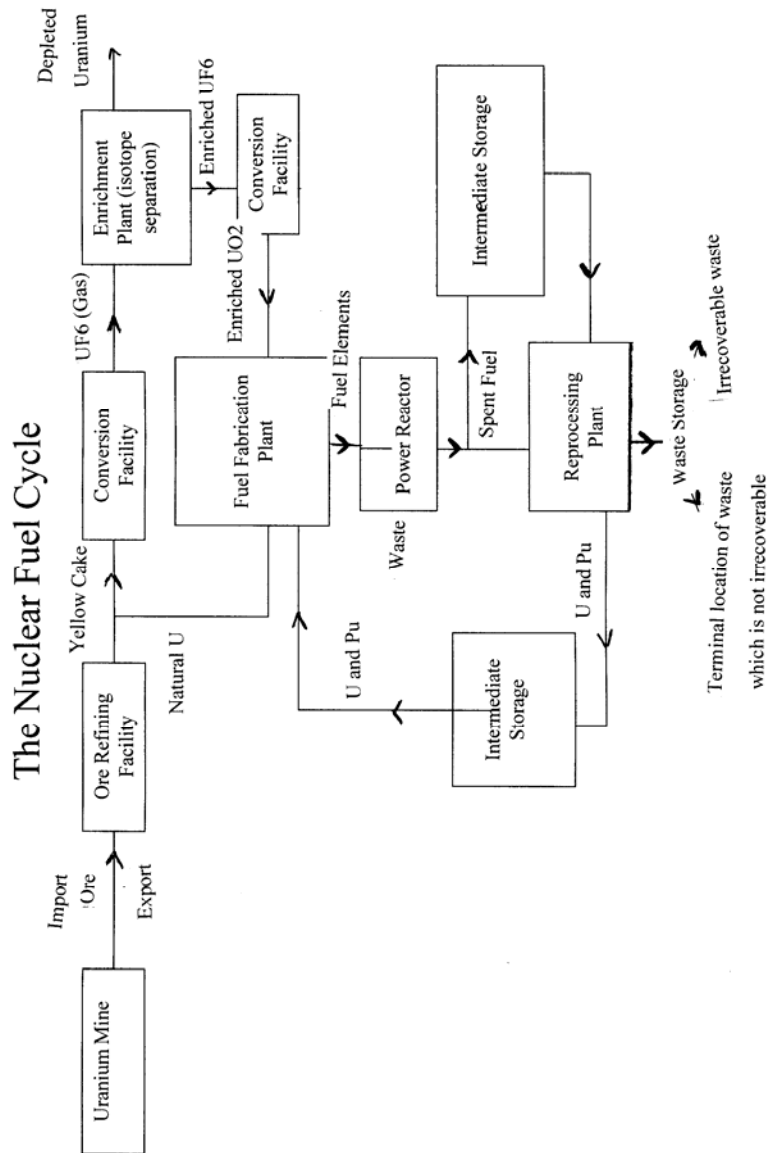 The Nuclear Fuel Cycle
Uranium Mine
Import
Ore
Export
Ore Refining
Facility
Yellow Cake
Natural U
Conversion
Facility
UF6 (Gas)
Enrichment
Plant (isotope
separation)
Depleted
Uranium
Enriched UF6
Conversion
Facility
Enriched UO2
Fuel Fabrication
Plant
Fuel Elements
Power Reactor
Waste
Spent Fuel
Intermediate Storage
Reprocessing
Plant
U and Pu
Intermediate
Storage
U and Pu
Waste Storage
Terminal location of waste
which is not irrecoverable
Irrecoverable waste